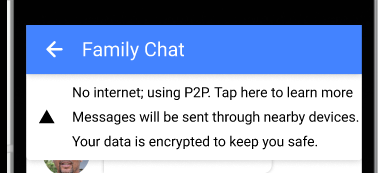 Family Chat
No internet; using P2P. Tap here to learn more
Messages will be sent through nearby devices.
Your data is encrypted to keep you safe.